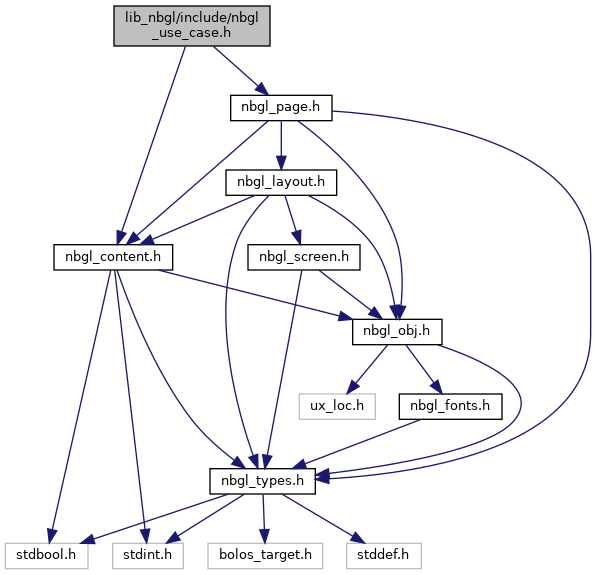 lib_nbgl/include/nbgl
_use_case.h
nbgl_page.h
nbgl_layout.h
nbgl_content.h
nbgl_screen.h
nbgl_obj.h
ux_loc.h
nbgl_fonts.h
nbgl_types.h
stdbool.h
stdint.h
bolos_target.h
stddef.h